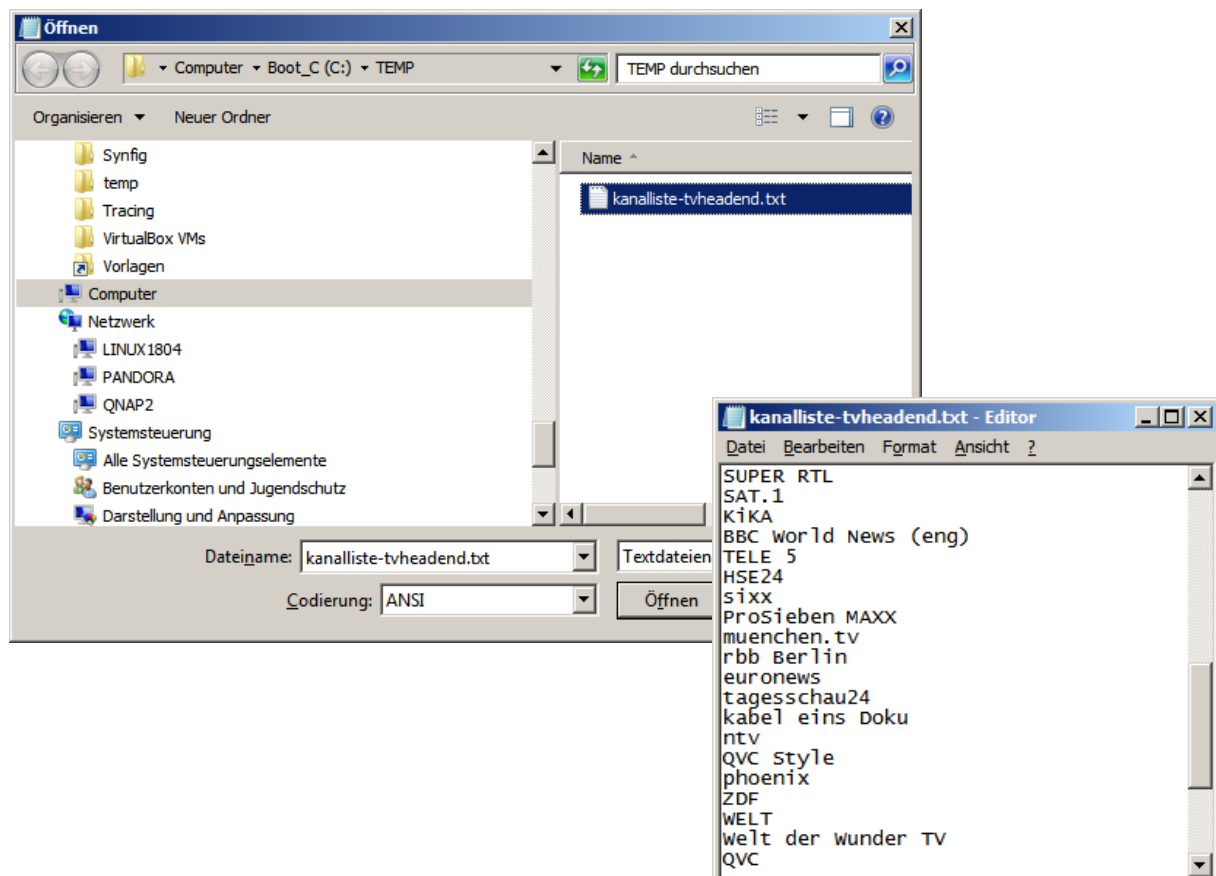 Öffnen
Computer Boot_C (C:) TEMP
TEMP durchsuchen
Organisieren Neuer Ordner
Synfig
temp
Tracing
VirtualBox VMs
Vorlagen
Computer
Netzwerk
LINUX1804
PANDORA
QNAP2
Systemsteuerung
Alle Systemsteuerungselemente
Benutzerkonten und Jugendschutz
Darstellung und Anpassung
Name
kanalliste-tvheadend.txt
Dateiname: kanalliste-tvheadend.txt Textdateien
Codierung: ANSI Öffnen
kanalliste-tvheadend.txt - Editor
Datei Bearbeiten Format Ansicht ?
SUPER RTL
SAT.1
KiKA
BBC World News (eng)
TELE 5
HSE24
sixx
ProSieben MAXX
muenchen.tv
rbb Berlin
euronews
tagesschau24
kabel eins Doku
ntv
QVC Style
phoenix
ZDF
WELT
Welt der Wunder TV
QVC